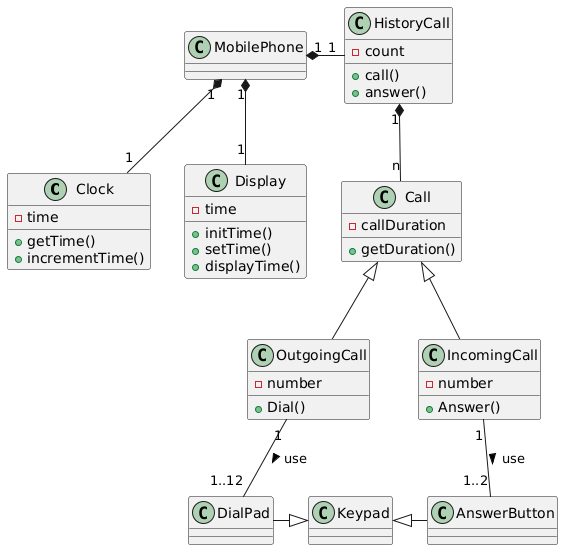 C HistoryCall
count
call()
answer()
C MobilePhone
1 1
1
1
1
1
1
n
C Clock
time
getTime()
incrementTime()
C Display
time
initTime()
setTime()
displayTime()
C Call
callDuration
getDuration()
C OutgoingCall
number
Dial()
C IncomingCall
number
Answer()
1
use
1..12
1
use
1..2
C DialPad
C Keypad
C AnswerButton